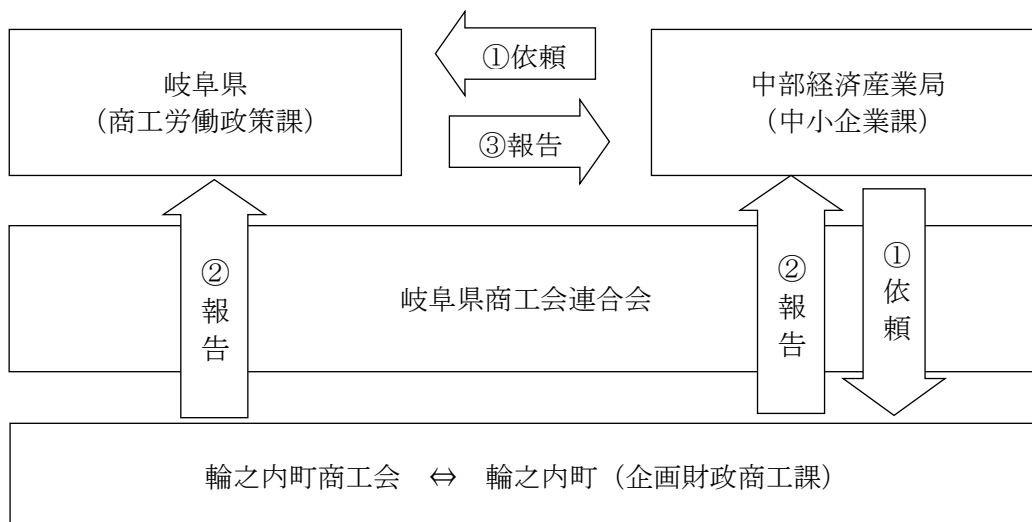 岐阜県
（商工労働政策課）
①依頼
③報告
中部経済産業局
（中小企業課）
②報告
岐阜県商工会連合会
②報告
①依頼
輪之内町商工会　⇔　輪之内町（企画財政商工課）